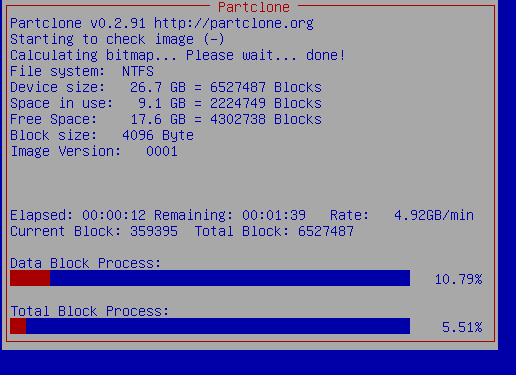 Partclone
Partclone v0.2.91 http://partclone.org
Starting to check image (-)
Calculating bitmap... Please wait... done!
File system:  NTFS
Device size:   26.7 GB = 6527487 Blocks
Space in use:   9.1 GB = 2224749 Blocks
Free Space:    17.6 GB = 4302738 Blocks
Block size:   4096 Byte
Image Version:   0001
Elapsed: 00:00:12 Remaining: 00:01:39   Rate:   4.92GB/min
Current Block: 359395  Total Block: 6527487
Data Block Process:
10.79%
Total Block Process:
5.51%